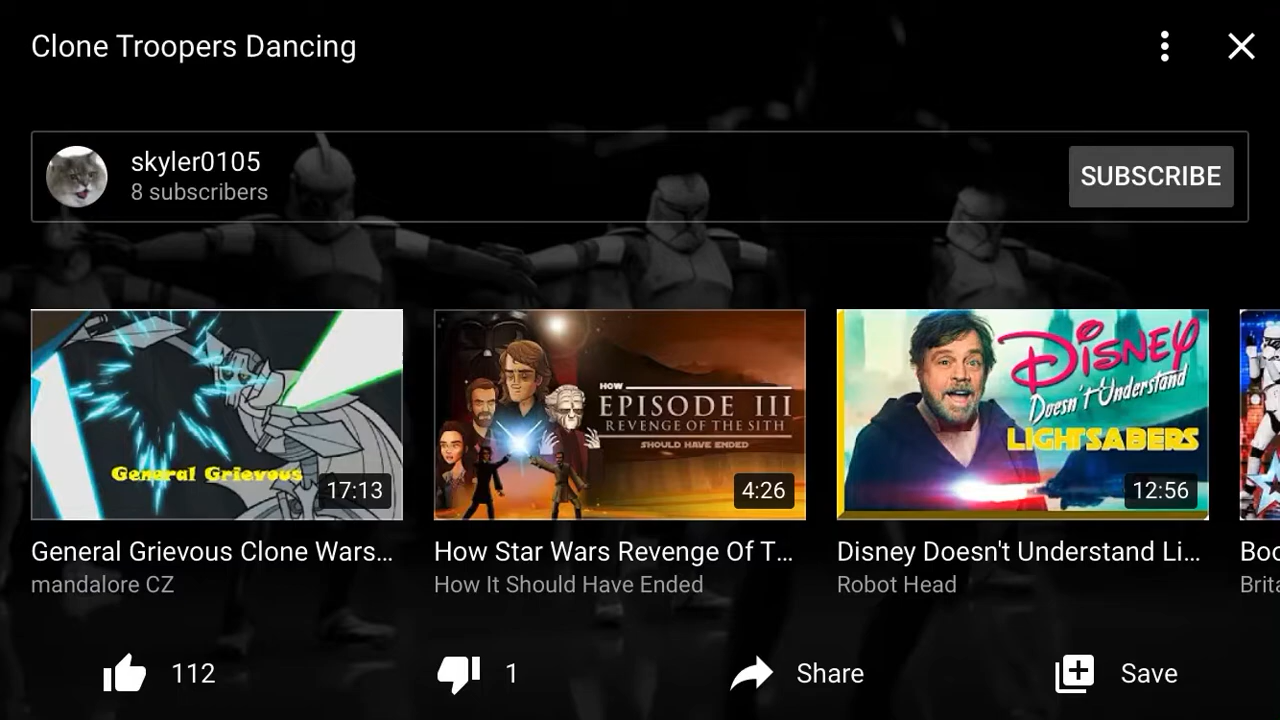 Clone Troopers Dancing
skyler0105
8 subscribers
SUBSCRIBE
General Grievous
17:13
HOW
EPISODE III
REVENGE OF THE SITH
SHOULD HAVE ENDED
4:26
DISNEY
Doesn't Understand
LIGHTSABERS
12:56
General Grievous Clone Wars...
How Star Wars Revenge Of T...
Disney Doesn't Understand Li...
Boo
mandalore CZ
How It Should Have Ended
Robot Head
Brita
112
1
Share
Save